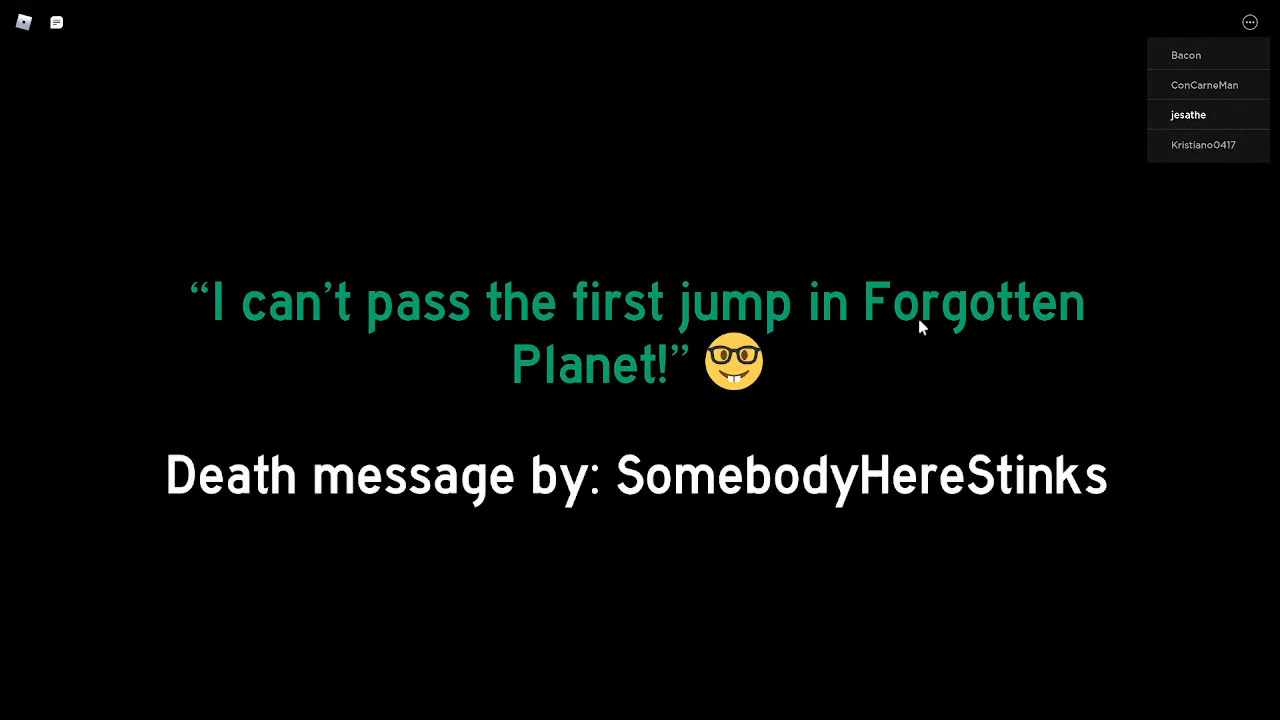 Bacon
ConCarneMan
jesathe
Kristiano0417
“I can’t pass the first jump in Forgotten
Planet!” 🤓
Death message by: SomebodyHereStinks